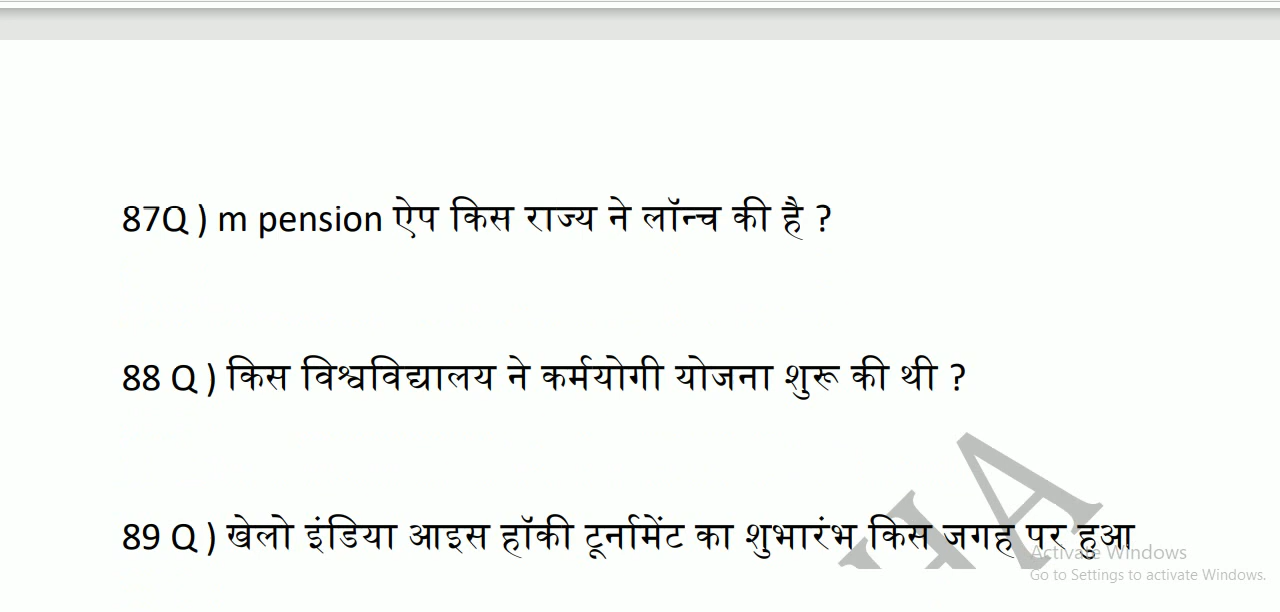 87Q ) m pension ऐप किस राज्य ने लॉन्च की है ?
88 Q ) किस विश्वविद्यालय ने कर्मयोगी योजना शुरू की थी ?
89 Q ) खेलो इंडिया आइस हॉकी टूर्नामेंट का शुभारंभ किस जगह पर हुआ
Activate Windows
Go to Settings to activate Windows.